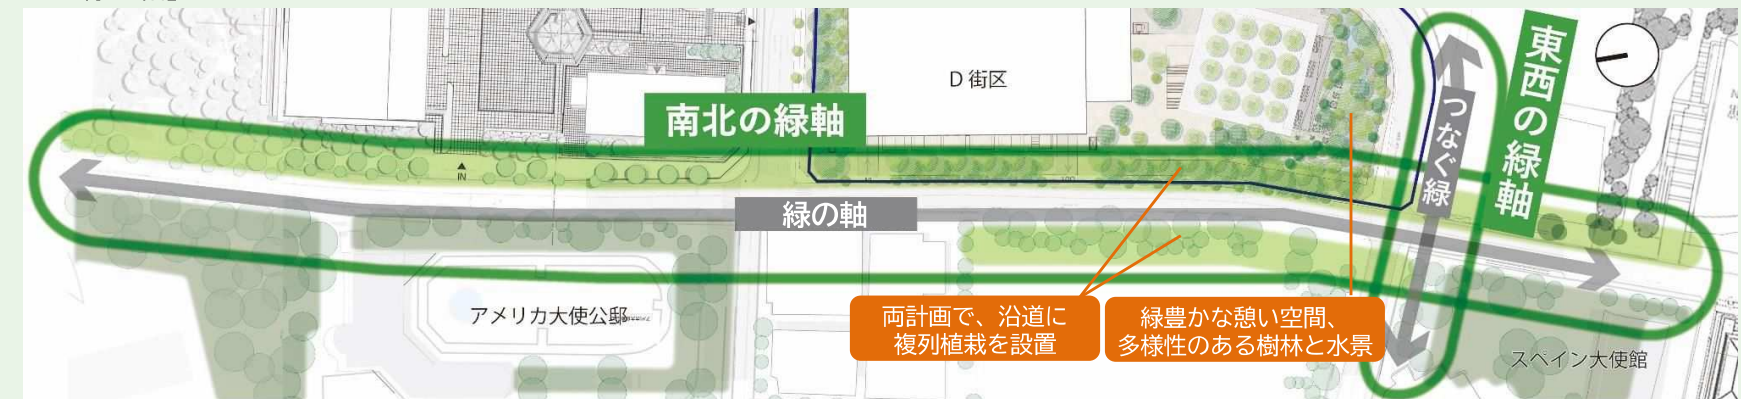 D 街区
南北の緑軸
東西の緑軸
つなぐ緑
IN
緑の軸
アメリカ大使公邸
両計画で、沿道に
複列植栽を設置
緑豊かな憩い空間、
多様性のある樹林と水景
スペイン大使館